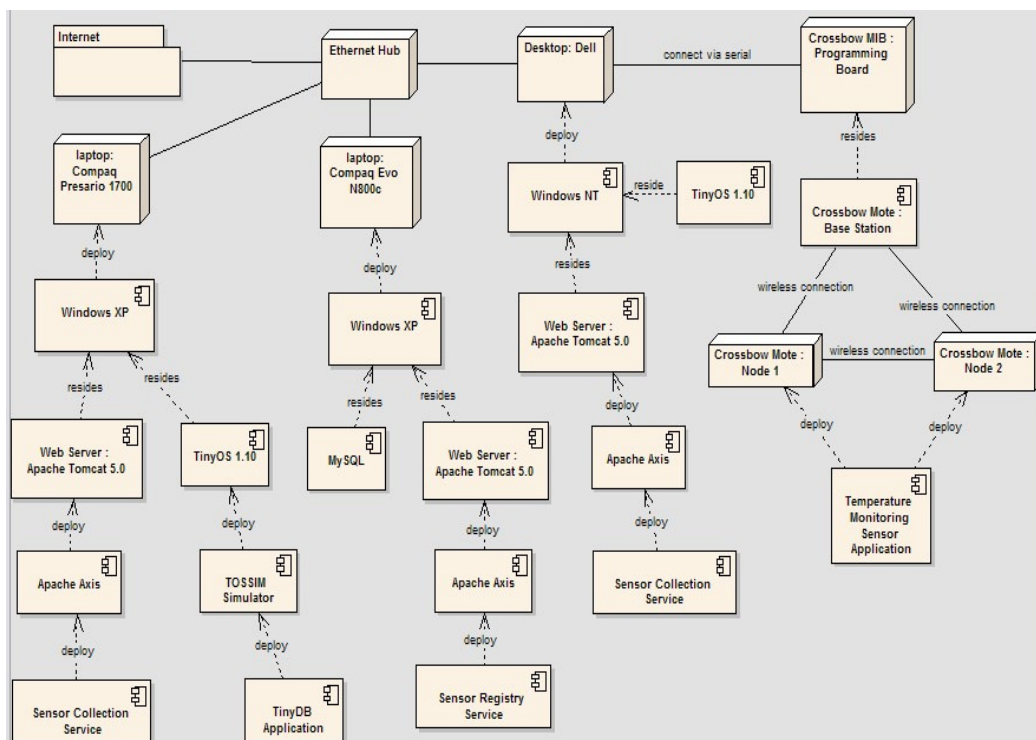 Internet
Ethernet Hub
Desktop: Dell
connect via serial
Crossbow MIB :
Programming
Board
deploy
resides
laptop:
Compaq
Presario 1700
laptop:
Compaq Evo
N800c
Windows NT
reside
TinyOS 1.10
Crossbow Mote :
Base Station
deploy
deploy
resides
wireless connection
wireless connection
Windows XP
Windows XP
Web Server :
Apache Tomcat 5.0
Crossbow Mote :
Node 1
wireless connection
Crossbow Mote :
Node 2
resides
resides
resides
resides
deploy
deploy
deploy
Web Server :
Apache Tomcat 5.0
TinyOS 1.10
MySQL
Web Server :
Apache Tomcat 5.0
Apache Axis
Temperature
Monitoring
Sensor
Application
deploy
deploy
deploy
deploy
Apache Axis
TOSSIM
Simulator
Apache Axis
Sensor Collection
Service
deploy
deploy
deploy
Sensor Collection
Service
TinyDB
Application
Sensor Registry
Service